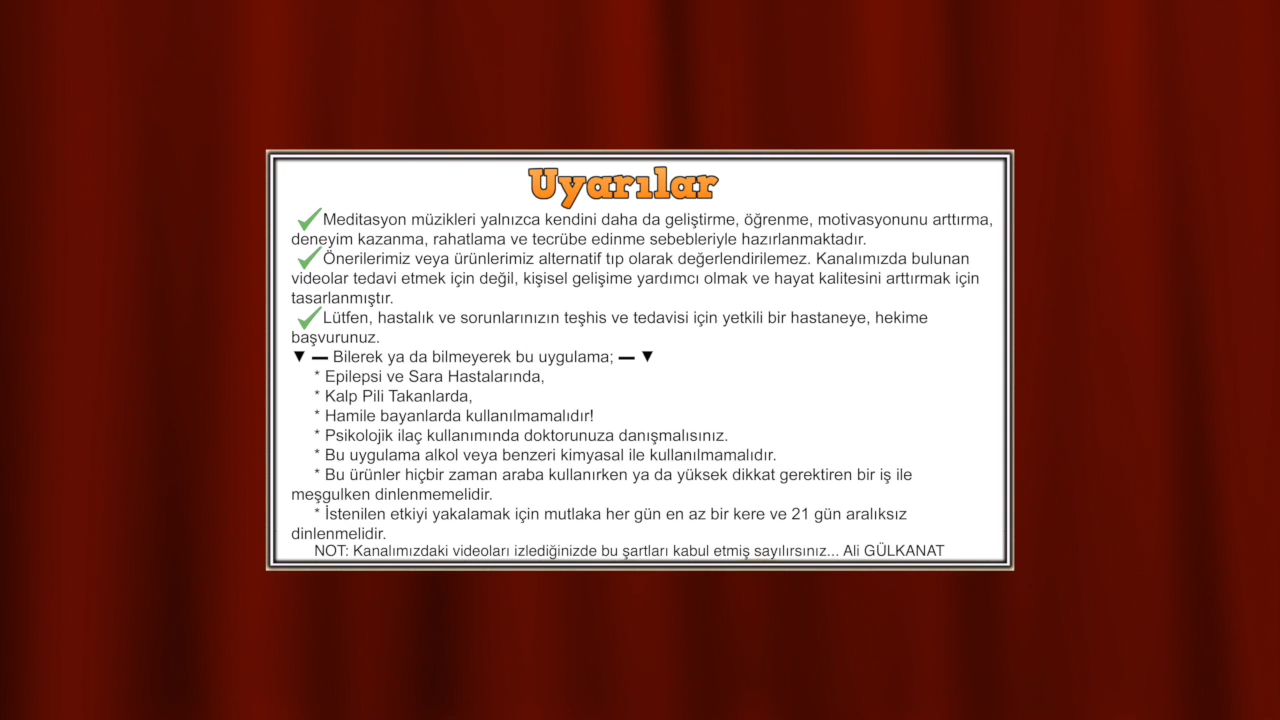 Uyarılar
Meditasyon müzikleri yalnızca kendini daha da geliştirme, öğrenme, motivasyonunu arttırma,
deneyim kazanma, rahatlama ve tecrübe edinme sebebleriyle hazırlanmaktadır.
Önerilerimiz veya ürünlerimiz alternatif tıp olarak değerlendirilemez. Kanalımızda bulunan
videolar tedavi etmek için değil, kişisel gelişime yardımcı olmak ve hayat kalitesini arttırmak için
tasarlanmıştır.
Lütfen, hastalık ve sorunlarınızın teşhis ve tedavisi için yetkili bir hastaneye, hekime
başvurunuz.
▼ ▬ Bilerek ya da bilmeyerek bu uygulama; ▬ ▼
* Epilepsi ve Sara Hastalarında,
* Kalp Pili Takanlarda,
* Hamile bayanlarda kullanılmamalıdır!
* Psikolojik ilaç kullanımında doktorunuza danışmalısınız.
* Bu uygulama alkol veya benzeri kimyasal ile kullanılmamalıdır.
* Bu ürünler hiçbir zaman araba kullanırken ya da yüksek dikkat gerektiren bir iş ile
meşgulken dinlenmemelidir.
* İstenilen etkiyi yakalamak için mutlaka her gün en az bir kere ve 21 gün aralıksız
dinlenmelidir.
NOT: Kanalımızdaki videoları izlediğinizde bu şartları kabul etmiş sayılırsınız... Ali GÜLKANAT